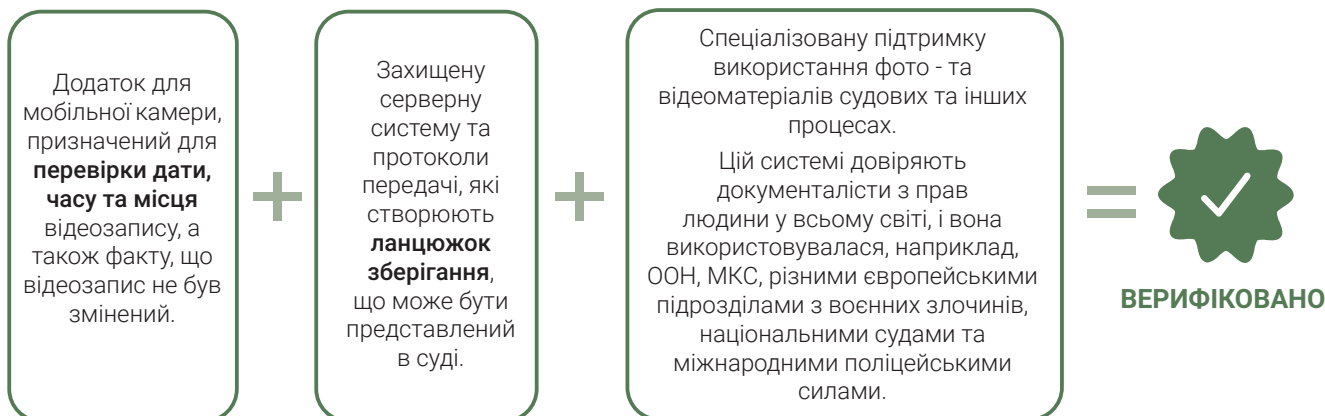 Додаток для
мобільної камери,
призначений для
перевірки дати,
часу та місця
відеозапису, а
також факту, що
відеозапис не був
змінений.
+
Захищену
серверну
систему та
протоколи
передачі, які
створюють
ланцюжок
зберігання,
що може бути
представлений
в суді.
+
Спеціалізовану підтримку
використання фото - та
відеоматеріалів судових та інших
процесах.
Цій системі довіряють
документалісти з прав
людини у всьому світі, і вона
використовувалася, наприклад,
ООН, МКС, різними європейськими
підрозділами з воєнних злочинів,
національними судами та
міжнародними поліцейськими
силами.
=
ВЕРИФІКОВАНО